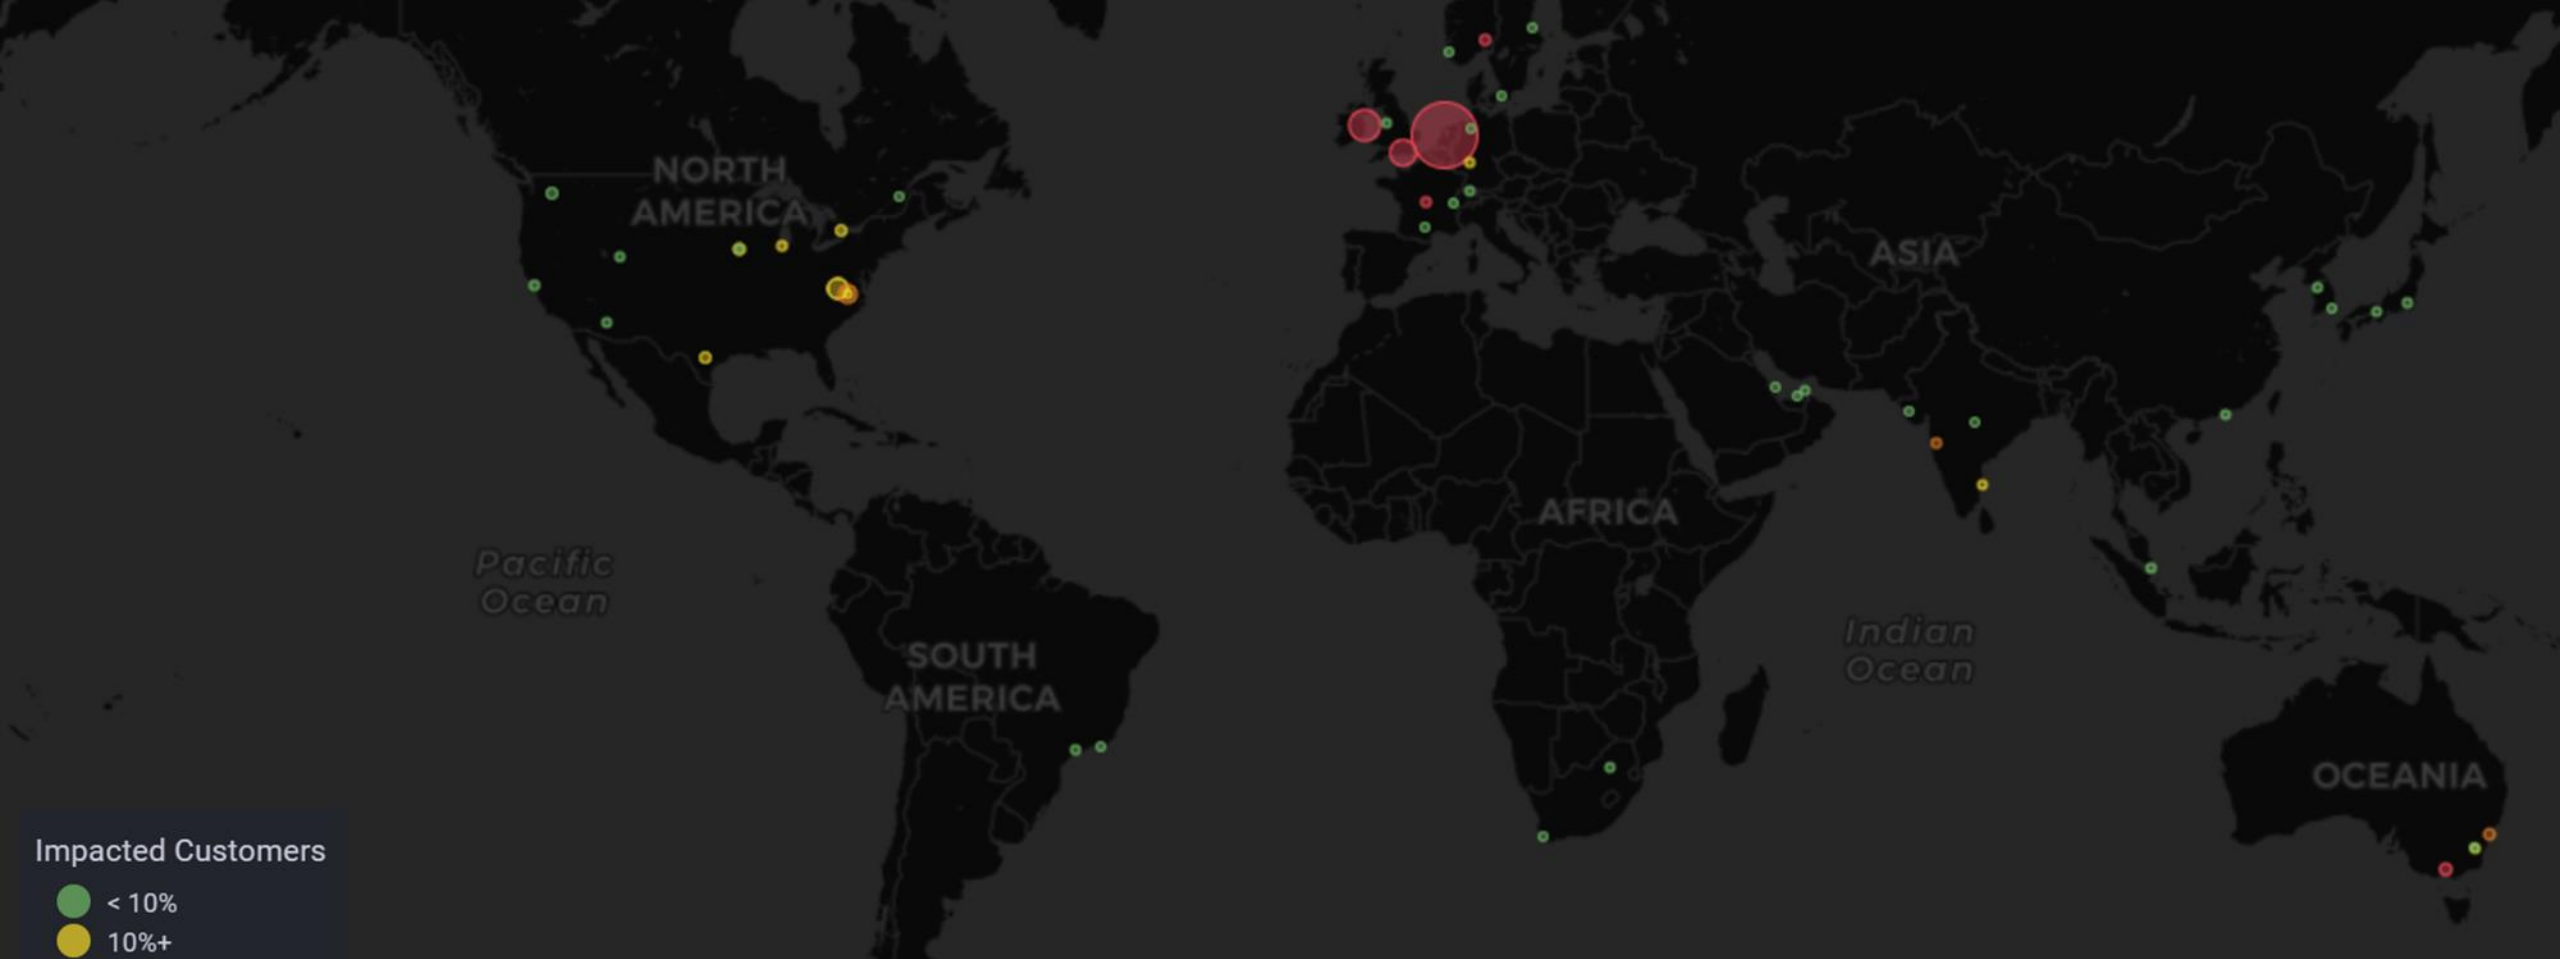 NORTH
AMERICA
ASIA
AFRICA
Pacific
Ocean
Indian
Ocean
SOUTH
AMERICA
OCEANIA
Impacted Customers
< 10%
10%+